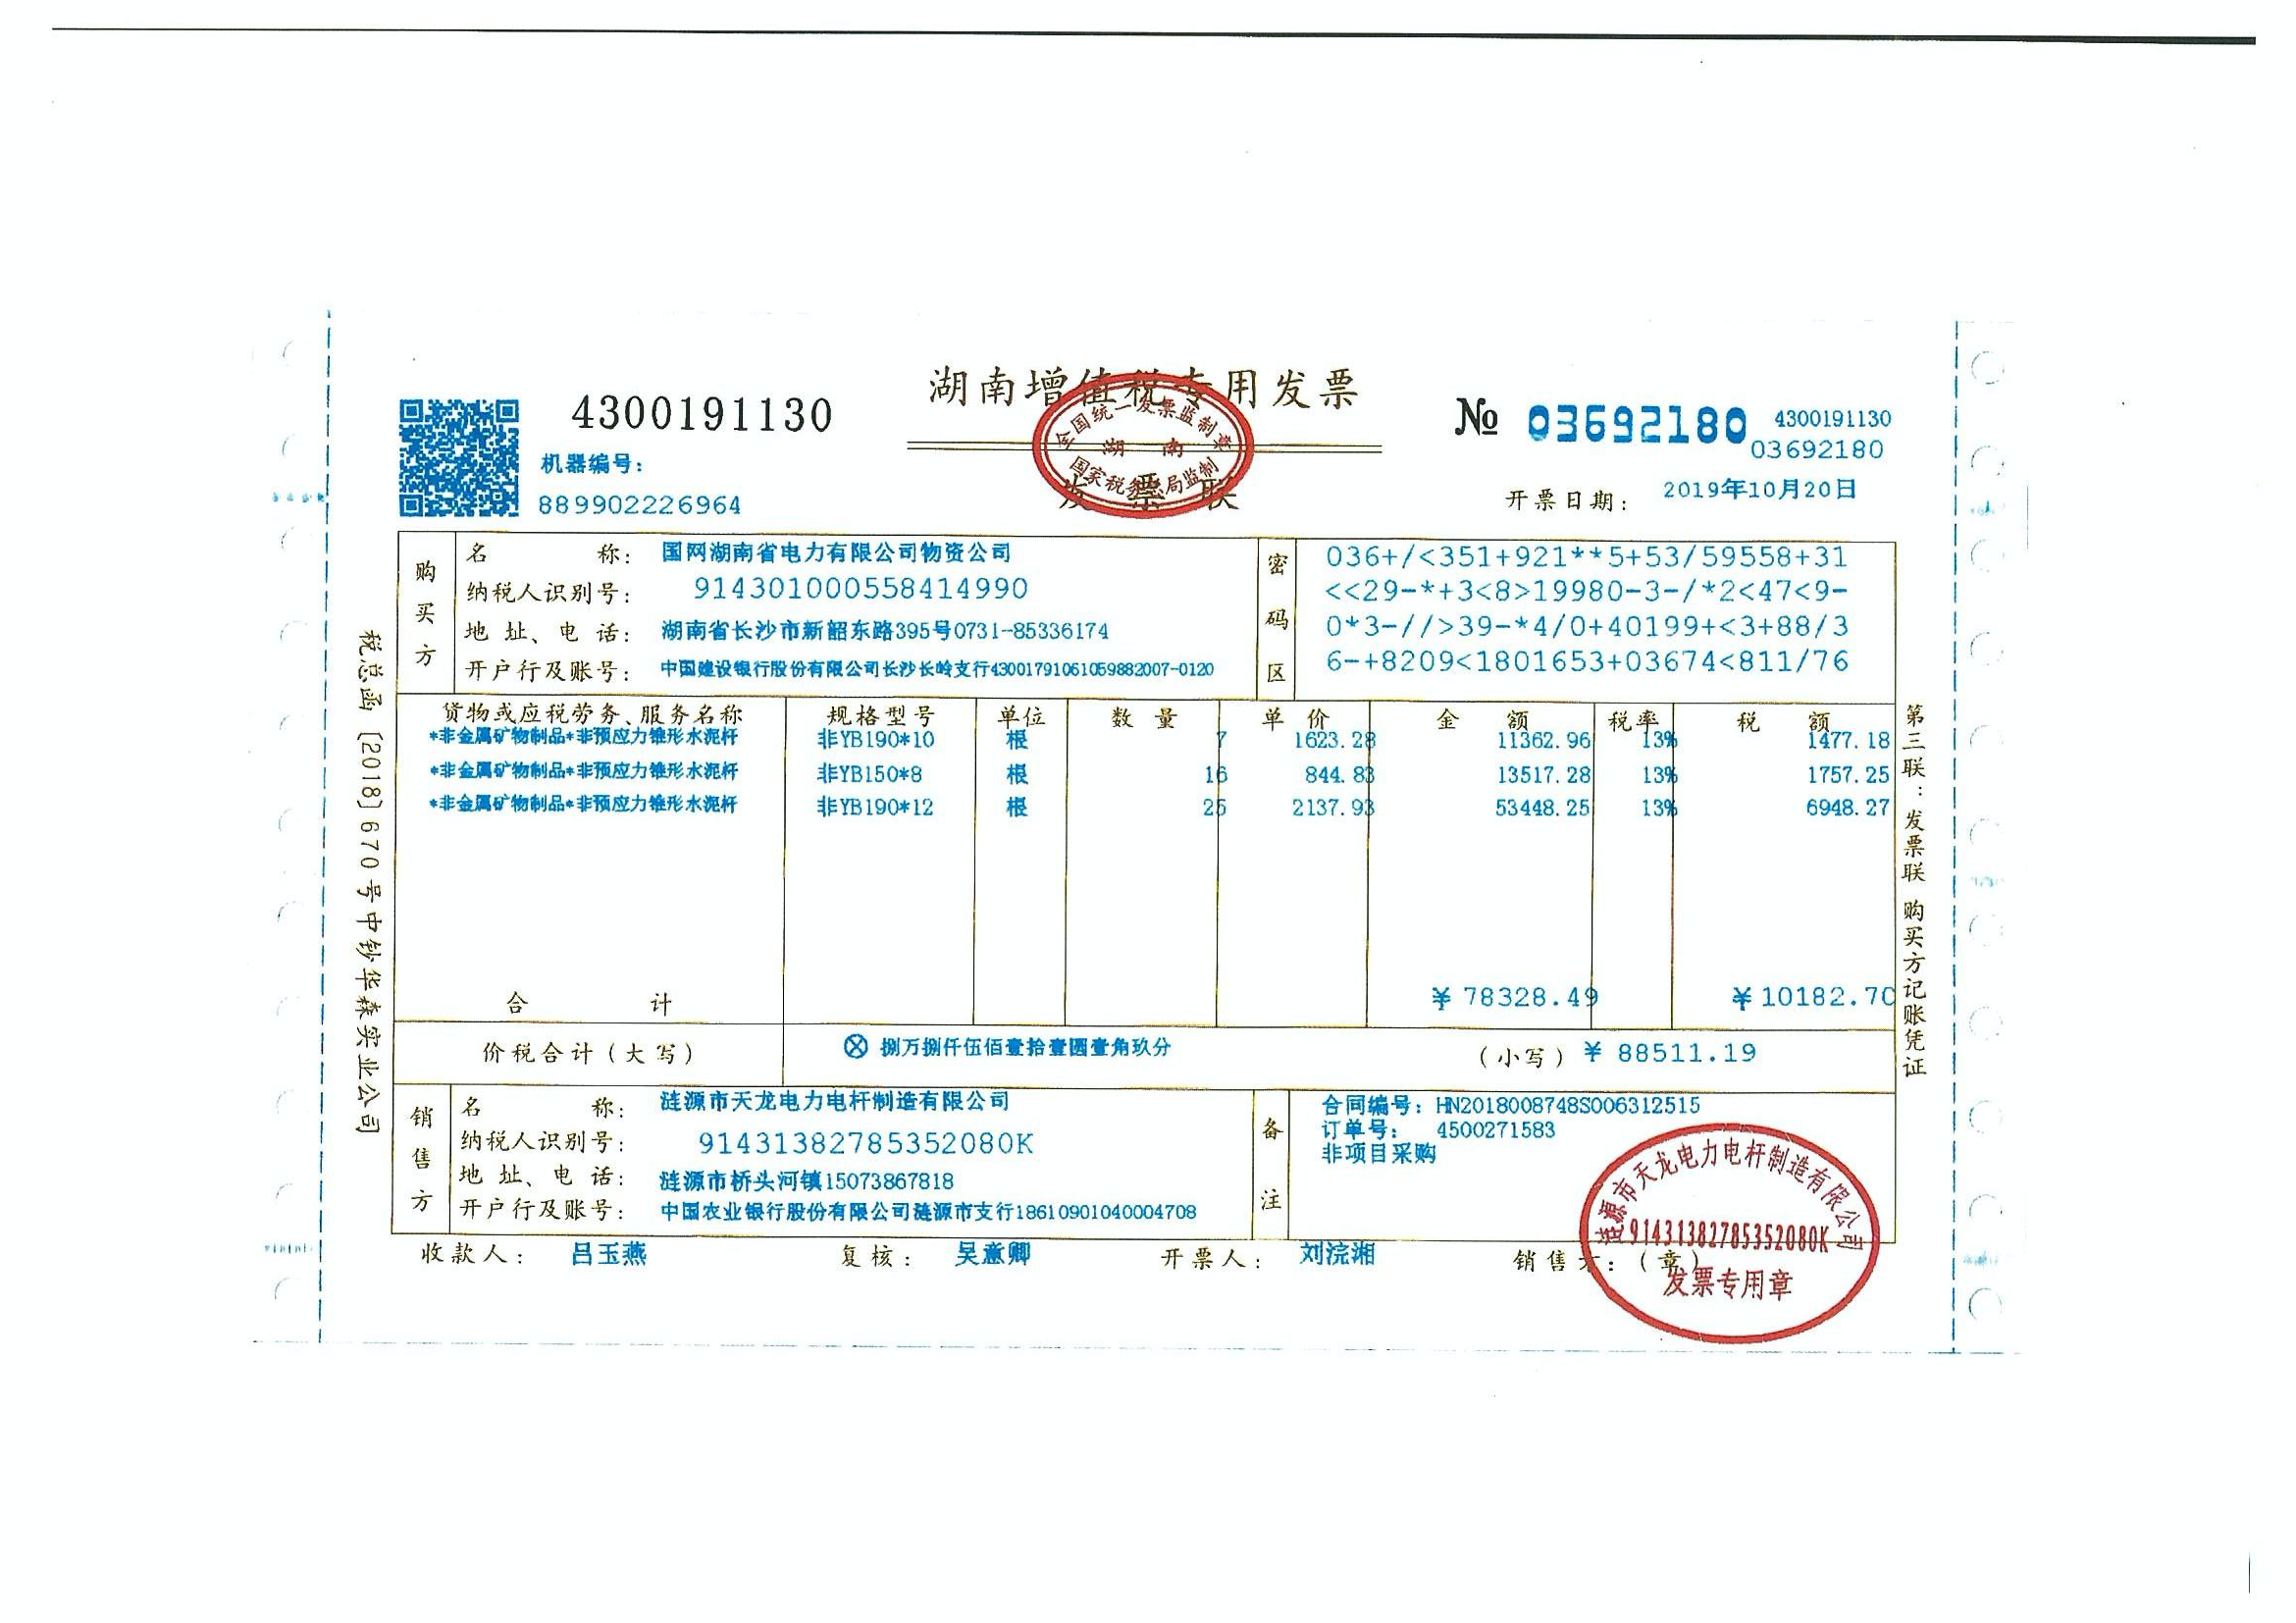 湖南增值税专用发票
发票联
全国统一发票监制章
湖 南
国家税务总局监制
4300191130
机器编号:
889902226964
№ 03692180
4300191130
03692180
开票日期: 2019年10月20日
购买方
名 称: 国网湖南省电力有限公司物资公司
纳税人识别号: 914301000558414990
地 址、电 话: 湖南省长沙市新韶东路395号0731-85336174
开户行及账号: 中国建设银行股份有限公司长沙长岭支行43001791061059882007-0120
密码区
036+/<351+921**5+53/59558+31
<<29-*+3<8>19980-3-/*2<47<9-
0*3-//>39-*4/0+40199+<3+88/3
6-+8209<1801653+03674<811/76
货物或应税劳务、服务名称 规格型号 单位 数 量 单 价 金 额 税率 税 额
*非金属矿物制品*非预应力锥形水泥杆 非YB190*10 根 7 1623.28 11362.96 13% 1477.18
*非金属矿物制品*非预应力锥形水泥杆 非YB150*8 根 16 844.83 13517.28 13% 1757.25
*非金属矿物制品*非预应力锥形水泥杆 非YB190*12 根 25 2137.93 53448.25 13% 6948.27
合 计 ¥ 78328.49 ¥ 10182.70
价税合计(大写) ⊗ 捌万捌仟伍佰壹拾壹圆壹角玖分 (小写) ¥ 88511.19
销售方
名 称: 涟源市天龙电力电杆制造有限公司
纳税人识别号: 91431382785352080K
地 址、电 话: 涟源市桥头河镇15073867818
开户行及账号: 中国农业银行股份有限公司涟源市支行18610901040004708
备注
合同编号: HN2018008748S006312515
订单号: 4500271583
非项目采购
收款人: 吕玉燕 复核: 吴意卿 开票人: 刘浣湘 销售方:(章)
涟源市天龙电力电杆制造有限公司
91431382785352080K
发票专用章
税总函〔2018〕670号中钞华森实业公司
第三联:发票联 购买方记账凭证